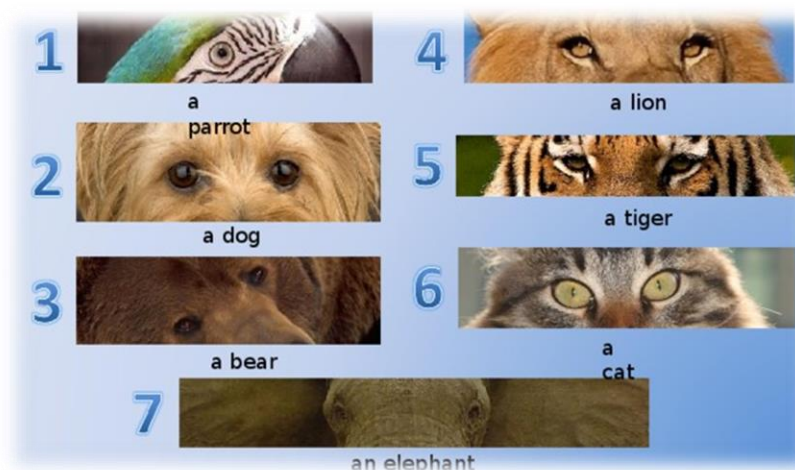 1
a
parrot
2
a dog
3
a bear
4
a lion
5
a tiger
6
a
cat
7
an elephant